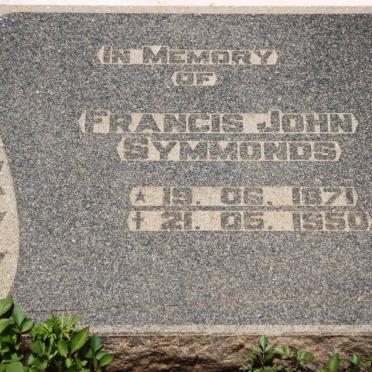 IN MEMORY
OF
FRANCIS JOHN
SYMMONDS
★ 19. 06. 1871
✝ 21. 05. 1950